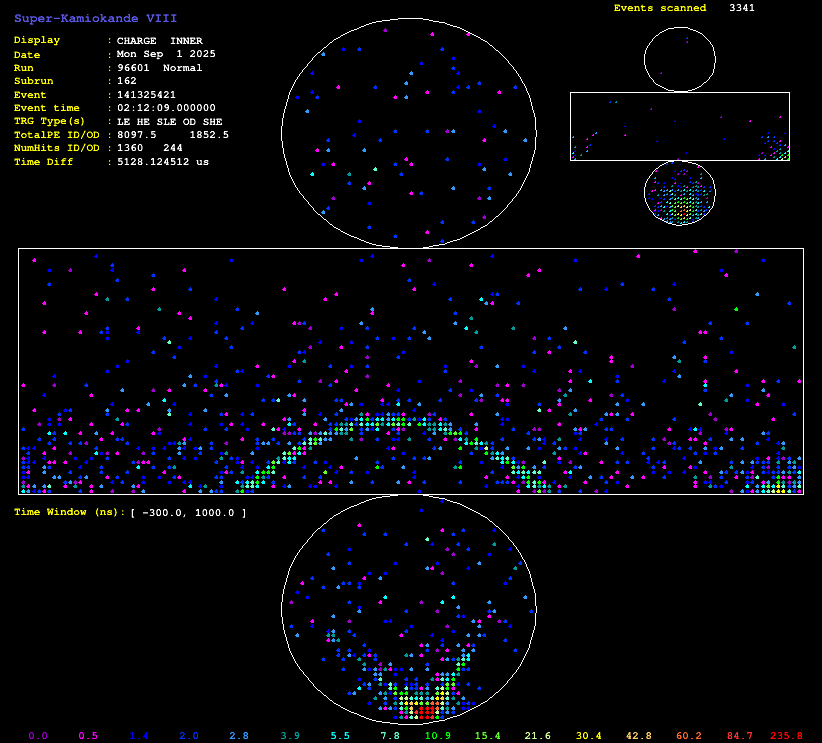 Super-Kamiokande VIII
Events scanned 3341
Display : CHARGE INNER
Date : Mon Sep 1 2025
Run : 96601 Normal
Subrun : 162
Event : 141325421
Event time : 02:12:09.000000
TRG Type(s) : LE HE SLE OD SHE
TotalPE ID/OD : 8097.5 1852.5
NumHits ID/OD : 1360 244
Time Diff : 5128.124512 us
Time Window (ns): [ -300.0, 1000.0 ]
0.0 0.5 1.4 2.0 2.8 3.9 5.5 7.8 10.9 15.4 21.6 30.4 42.8 60.2 84.7 235.8